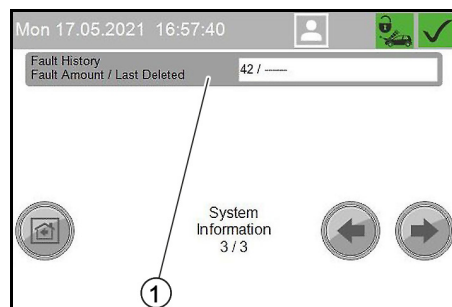 Mon 17.05.2021 16:57:40
Fault History
Fault Amount / Last Deleted
42 / ------
System
Information
3 / 3
1